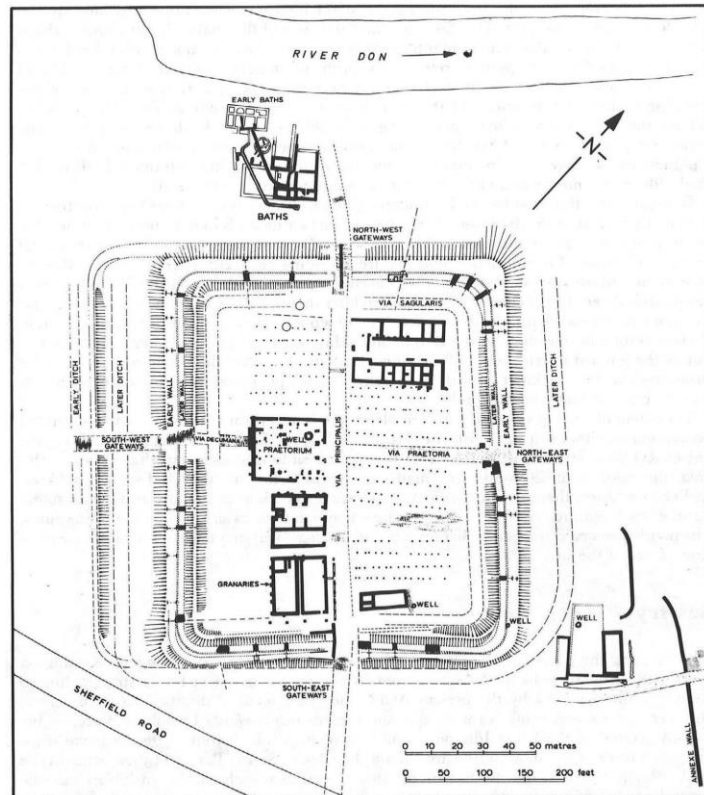 RIVER DON
N
EARLY BATHS
BATHS
NORTH-WEST
GATEWAYS
VIA SAGULARIS
EARLY DITCH
LATER DITCH
EARLY WALL
LATER WALL
LATER WALL
EARLY WALL
LATER DITCH
SOUTH-WEST
GATEWAYS
VIA DECUMANA
WELL
PRAETORIUM
VIA PRINCIPALIS
VIA PRAETORIA
NORTH-EAST
GATEWAYS
GRANARIES
WELL
WELL
WELL
SOUTH-EAST
GATEWAYS
SHEFFIELD ROAD
ANNEXE WALL
0 10 20 30 40 50 metres
0 50 100 150 200 feet